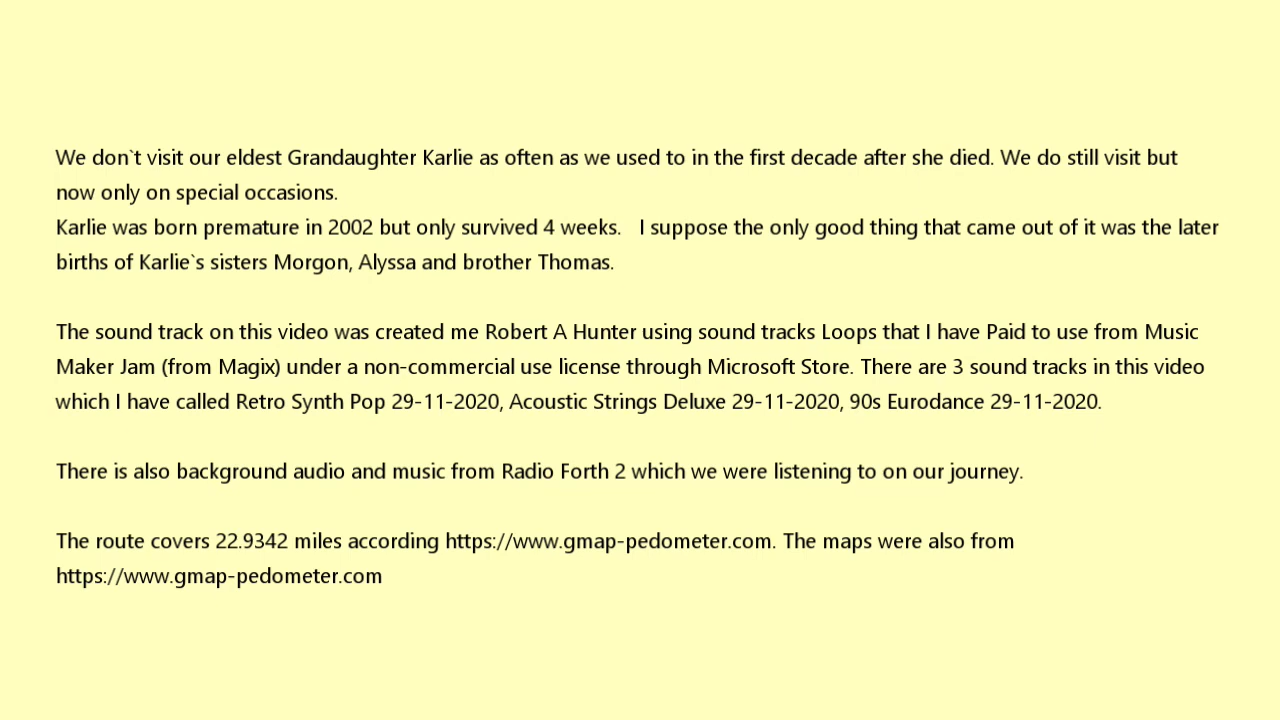 We don`t visit our eldest Grandaughter Karlie as often as we used to in the first decade after she died. We do still visit but
now only on special occasions.
Karlie was born premature in 2002 but only survived 4 weeks.   I suppose the only good thing that came out of it was the later
births of Karlie`s sisters Morgon, Alyssa and brother Thomas.
The sound track on this video was created me Robert A Hunter using sound tracks Loops that I have Paid to use from Music
Maker Jam (from Magix) under a non-commercial use license through Microsoft Store. There are 3 sound tracks in this video
which I have called Retro Synth Pop 29-11-2020, Acoustic Strings Deluxe 29-11-2020, 90s Eurodance 29-11-2020.
There is also background audio and music from Radio Forth 2 which we were listening to on our journey.
The route covers 22.9342 miles according https://www.gmap-pedometer.com. The maps were also from
https://www.gmap-pedometer.com